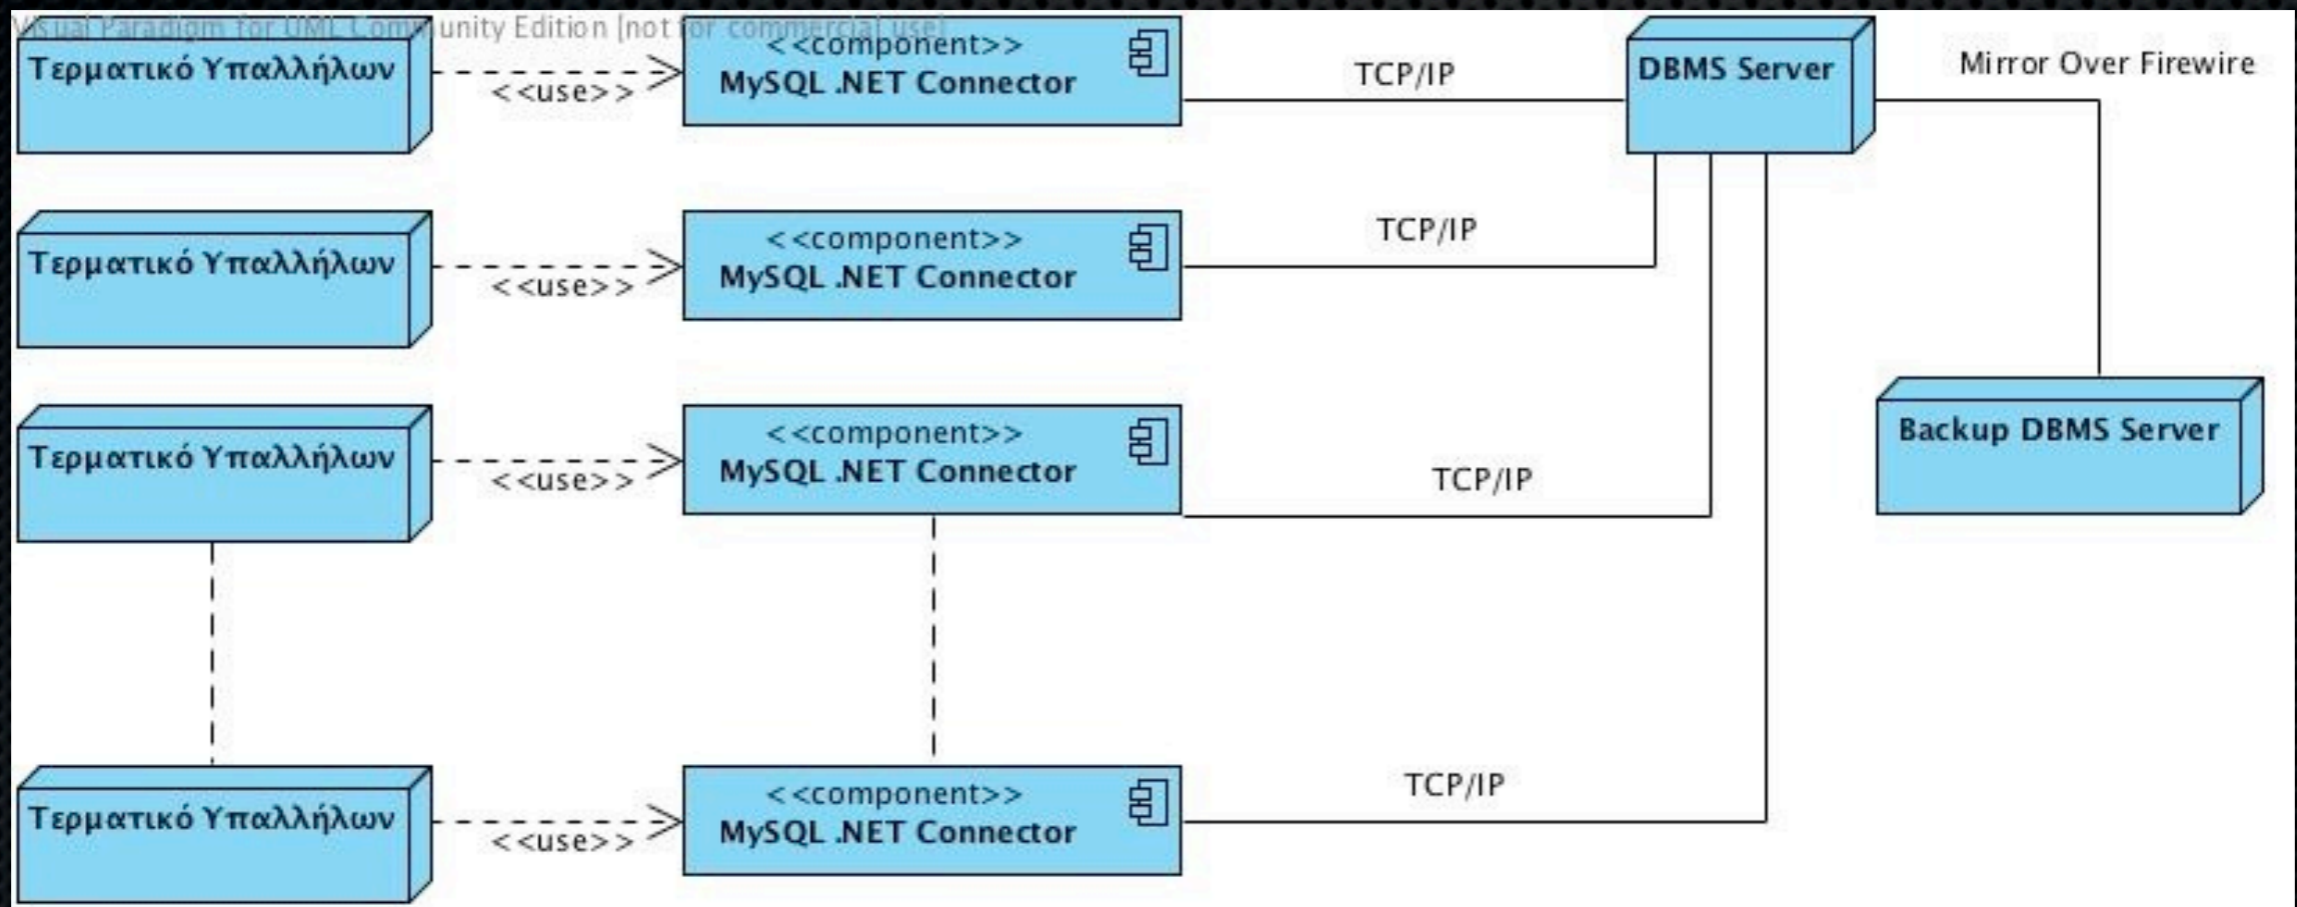 Visual Paradigm for UML Community Edition [not for commercial use]
Τερματικό Υπαλλήλων
<<use>>
<<component>>
MySQL .NET Connector
TCP/IP
DBMS Server
Mirror Over Firewire
Τερματικό Υπαλλήλων
<<use>>
<<component>>
MySQL .NET Connector
TCP/IP
Τερματικό Υπαλλήλων
<<use>>
<<component>>
MySQL .NET Connector
TCP/IP
Backup DBMS Server
Τερματικό Υπαλλήλων
<<use>>
<<component>>
MySQL .NET Connector
TCP/IP